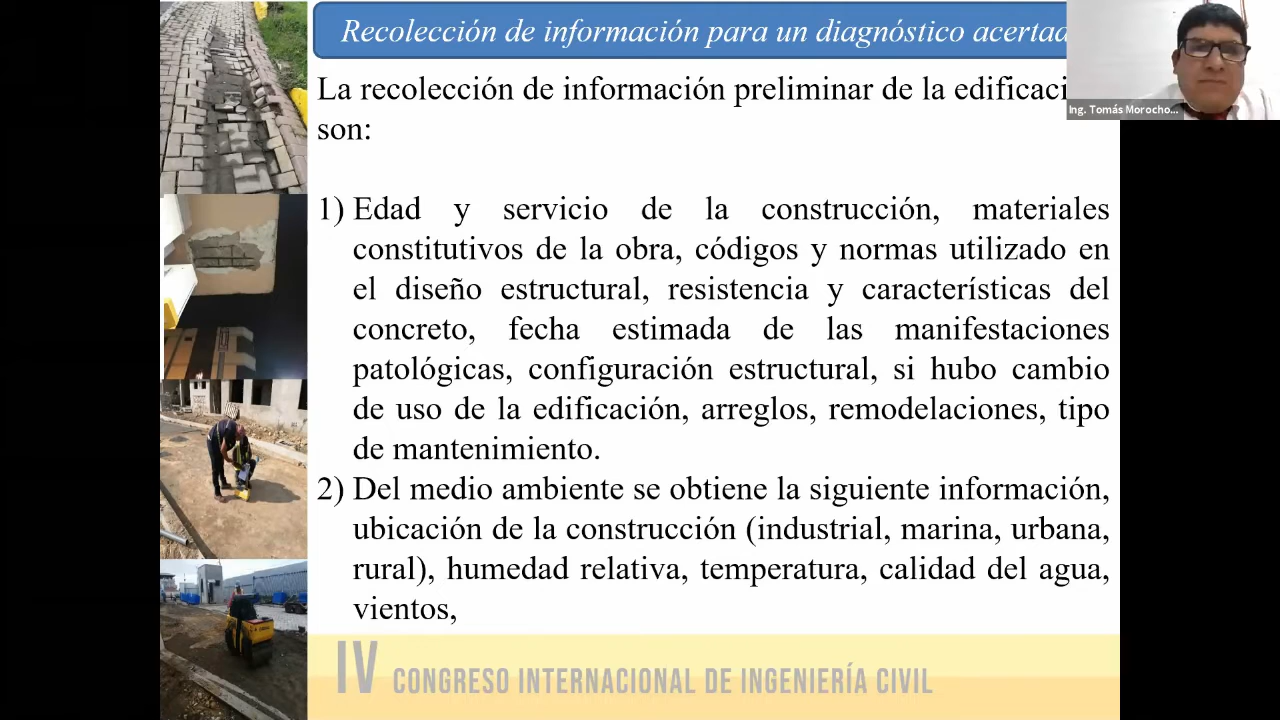 Recolección de información para un diagnóstico acertad
La recolección de información preliminar de la edificaci
son:
Ing. Tomás Morocho...
1) Edad y servicio de la construcción, materiales
constitutivos de la obra, códigos y normas utilizado en
el diseño estructural, resistencia y características del
concreto, fecha estimada de las manifestaciones
patológicas, configuración estructural, si hubo cambio
de uso de la edificación, arreglos, remodelaciones, tipo
de mantenimiento.
2) Del medio ambiente se obtiene la siguiente información,
ubicación de la construcción (industrial, marina, urbana,
rural), humedad relativa, temperatura, calidad del agua,
vientos,
IV CONGRESO INTERNACIONAL DE INGENIERÍA CIVIL